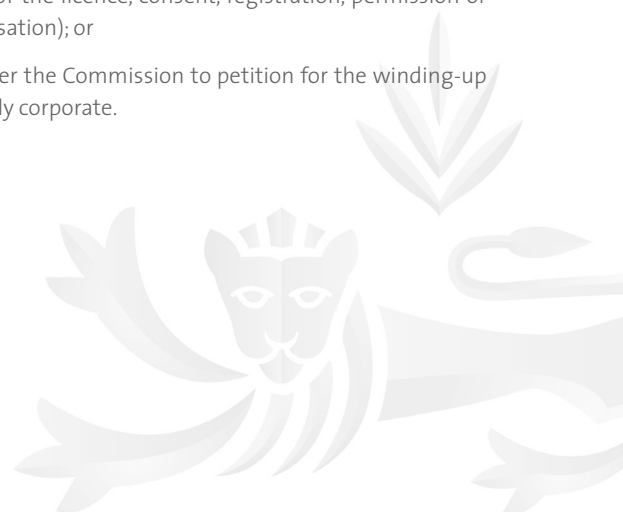 the licence, consent, registration, permission or
sation); or
er the Commission to petition for the winding-up
ly corporate.